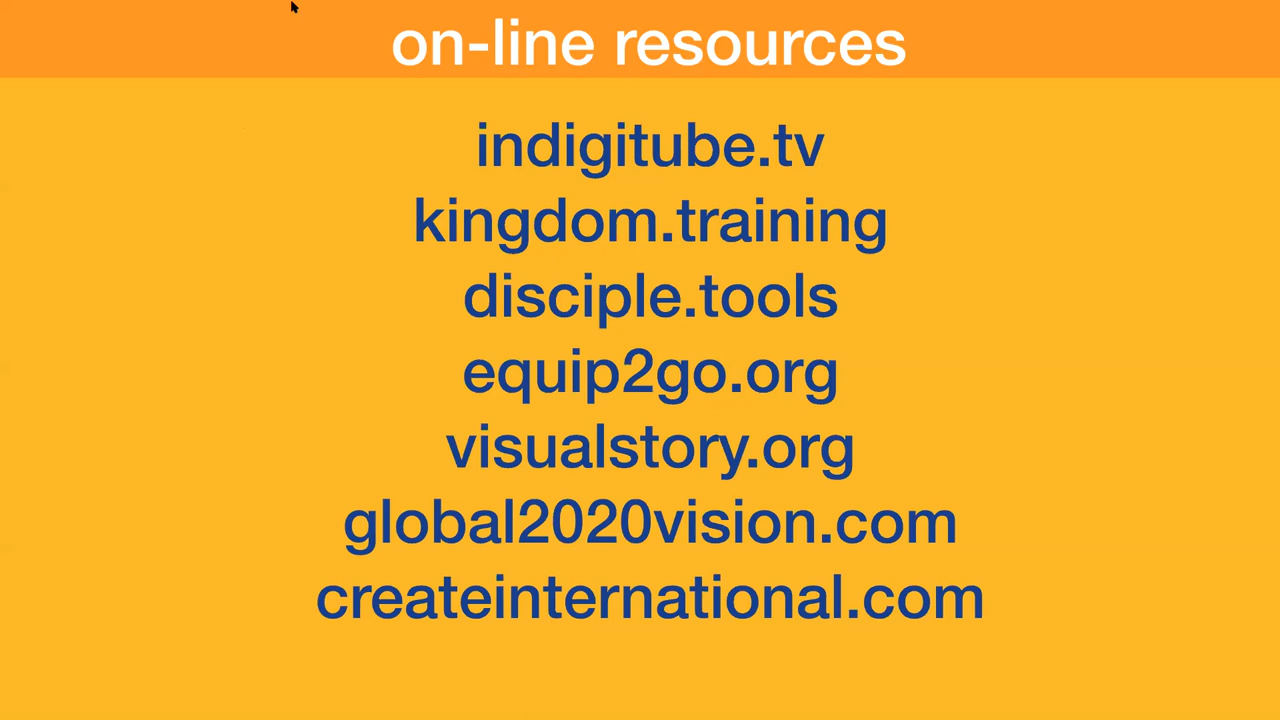 on-line resources
indigitube.tv
kingdom.training
disciple.tools
equip2go.org
visualstory.org
global2020vision.com
createinternational.com